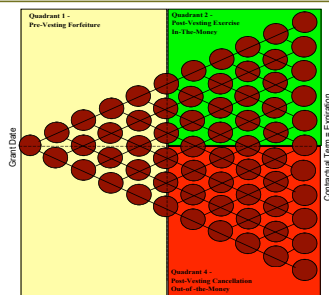 Quadrant 1 -
Pre-Vesting Forfeiture
Quadrant 2 -
Post-Vesting Exercise
In-The-Money
Grant Date
Contractual Term = Expiration
Quadrant 4 -
Post-Vesting Cancellation
Out-of -the-Money